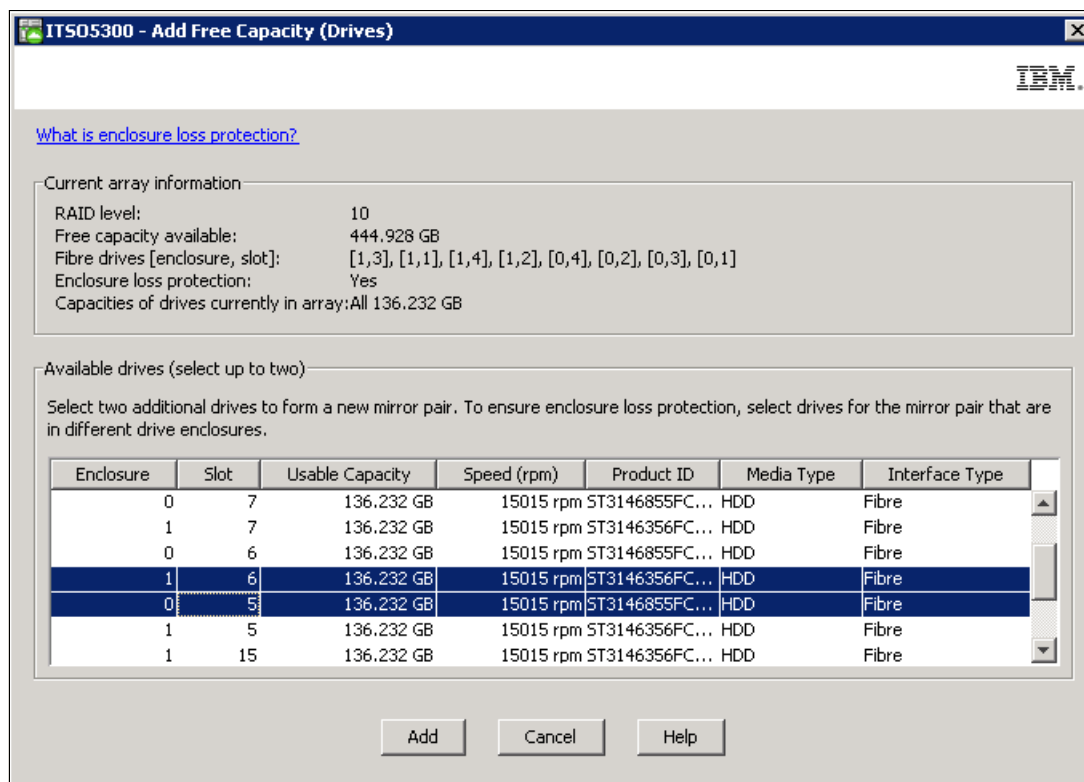 ITSO5300 - Add Free Capacity (Drives)
IBM.
What is enclosure loss protection?
Current array information
RAID level: 10
Free capacity available: 444.928 GB
Fibre drives [enclosure, slot]: [1,3], [1,1], [1,4], [1,2], [0,4], [0,2], [0,3], [0,1]
Enclosure loss protection: Yes
Capacities of drives currently in array:All 136.232 GB
Available drives (select up to two)
Select two additional drives to form a new mirror pair. To ensure enclosure loss protection, select drives for the mirror pair that are
in different drive enclosures.
Enclosure Slot Usable Capacity Speed (rpm) Product ID Media Type Interface Type
0 7 136.232 GB 15015 rpm ST3146855FC... HDD Fibre
1 7 136.232 GB 15015 rpm ST3146356FC... HDD Fibre
0 6 136.232 GB 15015 rpm ST3146855FC... HDD Fibre
1 6 136.232 GB 15015 rpm ST3146356FC... HDD Fibre
0 5 136.232 GB 15015 rpm ST3146855FC... HDD Fibre
1 5 136.232 GB 15015 rpm ST3146356FC... HDD Fibre
1 15 136.232 GB 15015 rpm ST3146356FC... HDD Fibre
Add Cancel Help